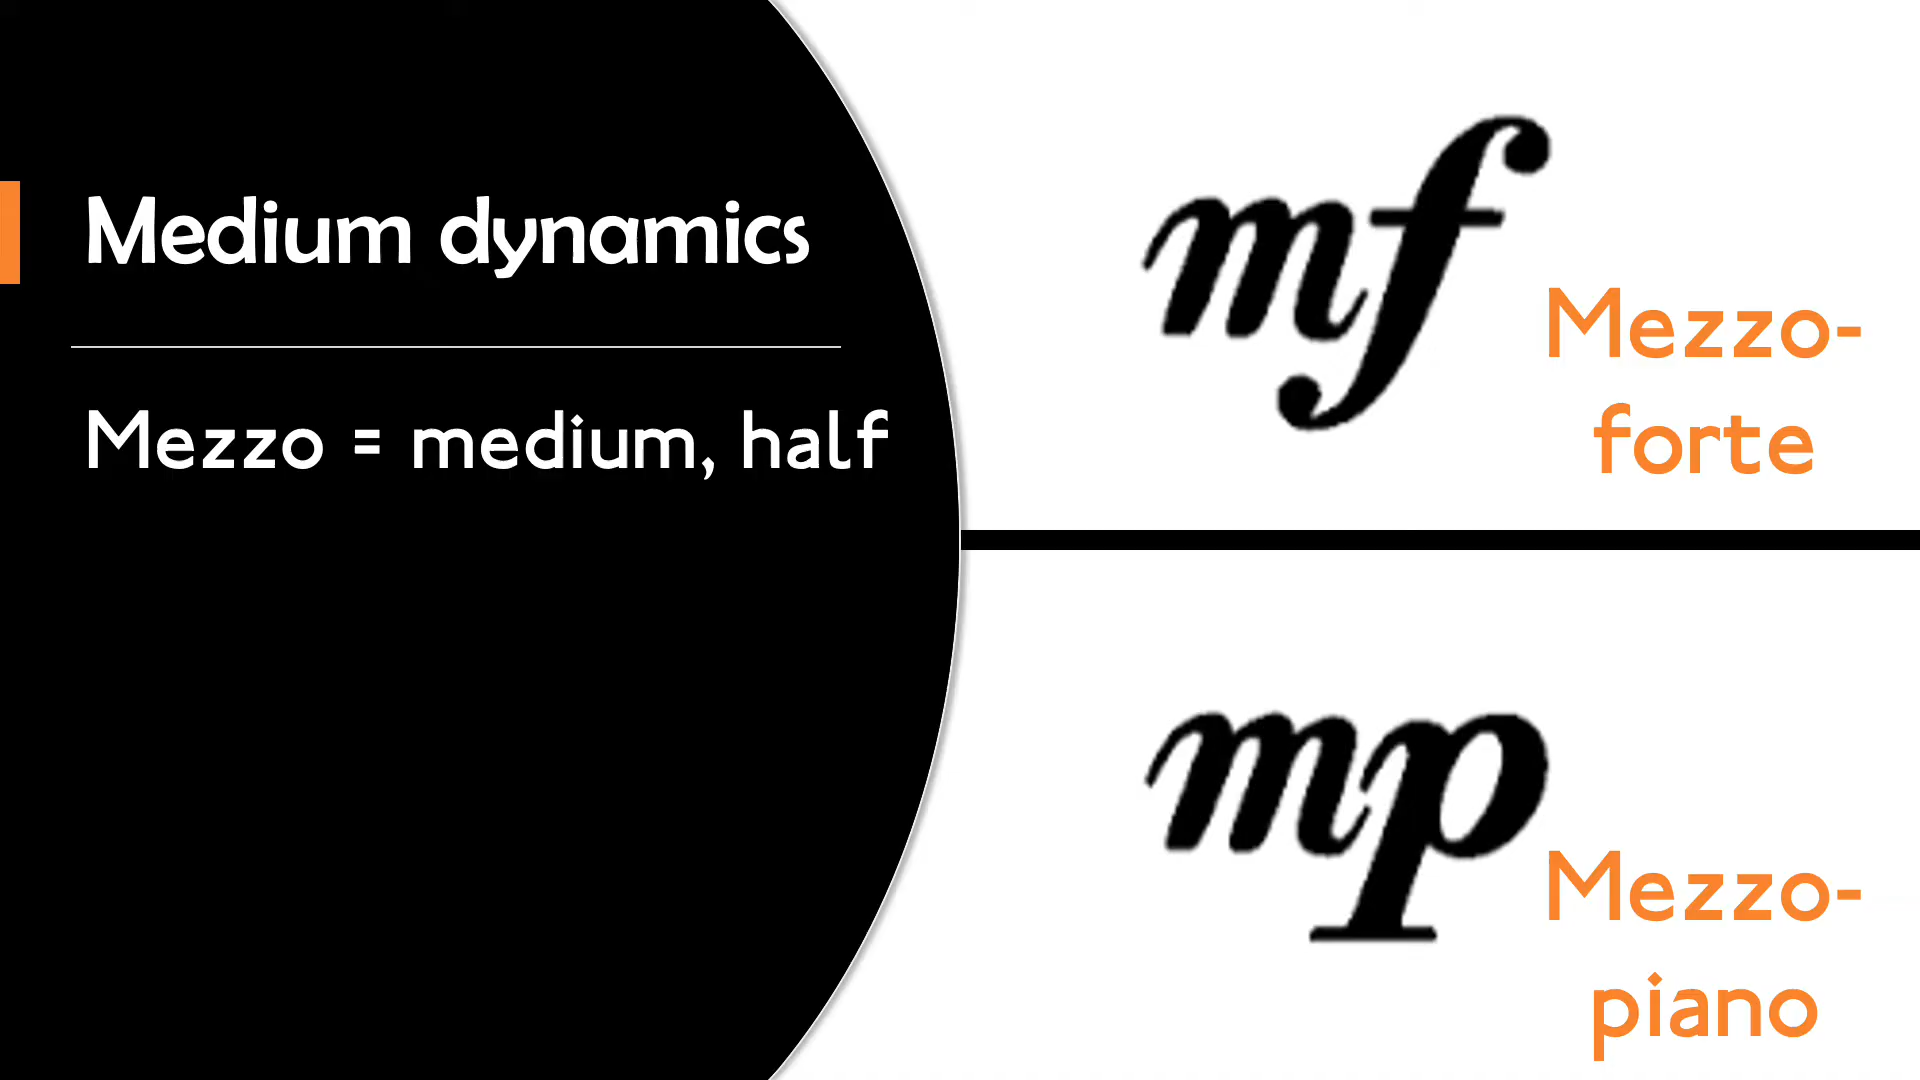 Medium dynamics
Mezzo = medium, half
mf
Mezzo-
forte
mp
Mezzo-
piano